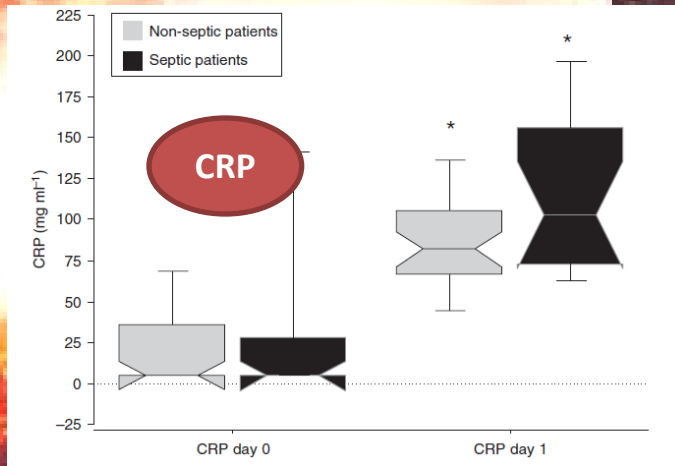 225
200
175
150
125
100
75
50
25
0
−25
CRP (mg ml⁻¹)
Non-septic patients
Septic patients
CRP
*
*
CRP day 0
CRP day 1